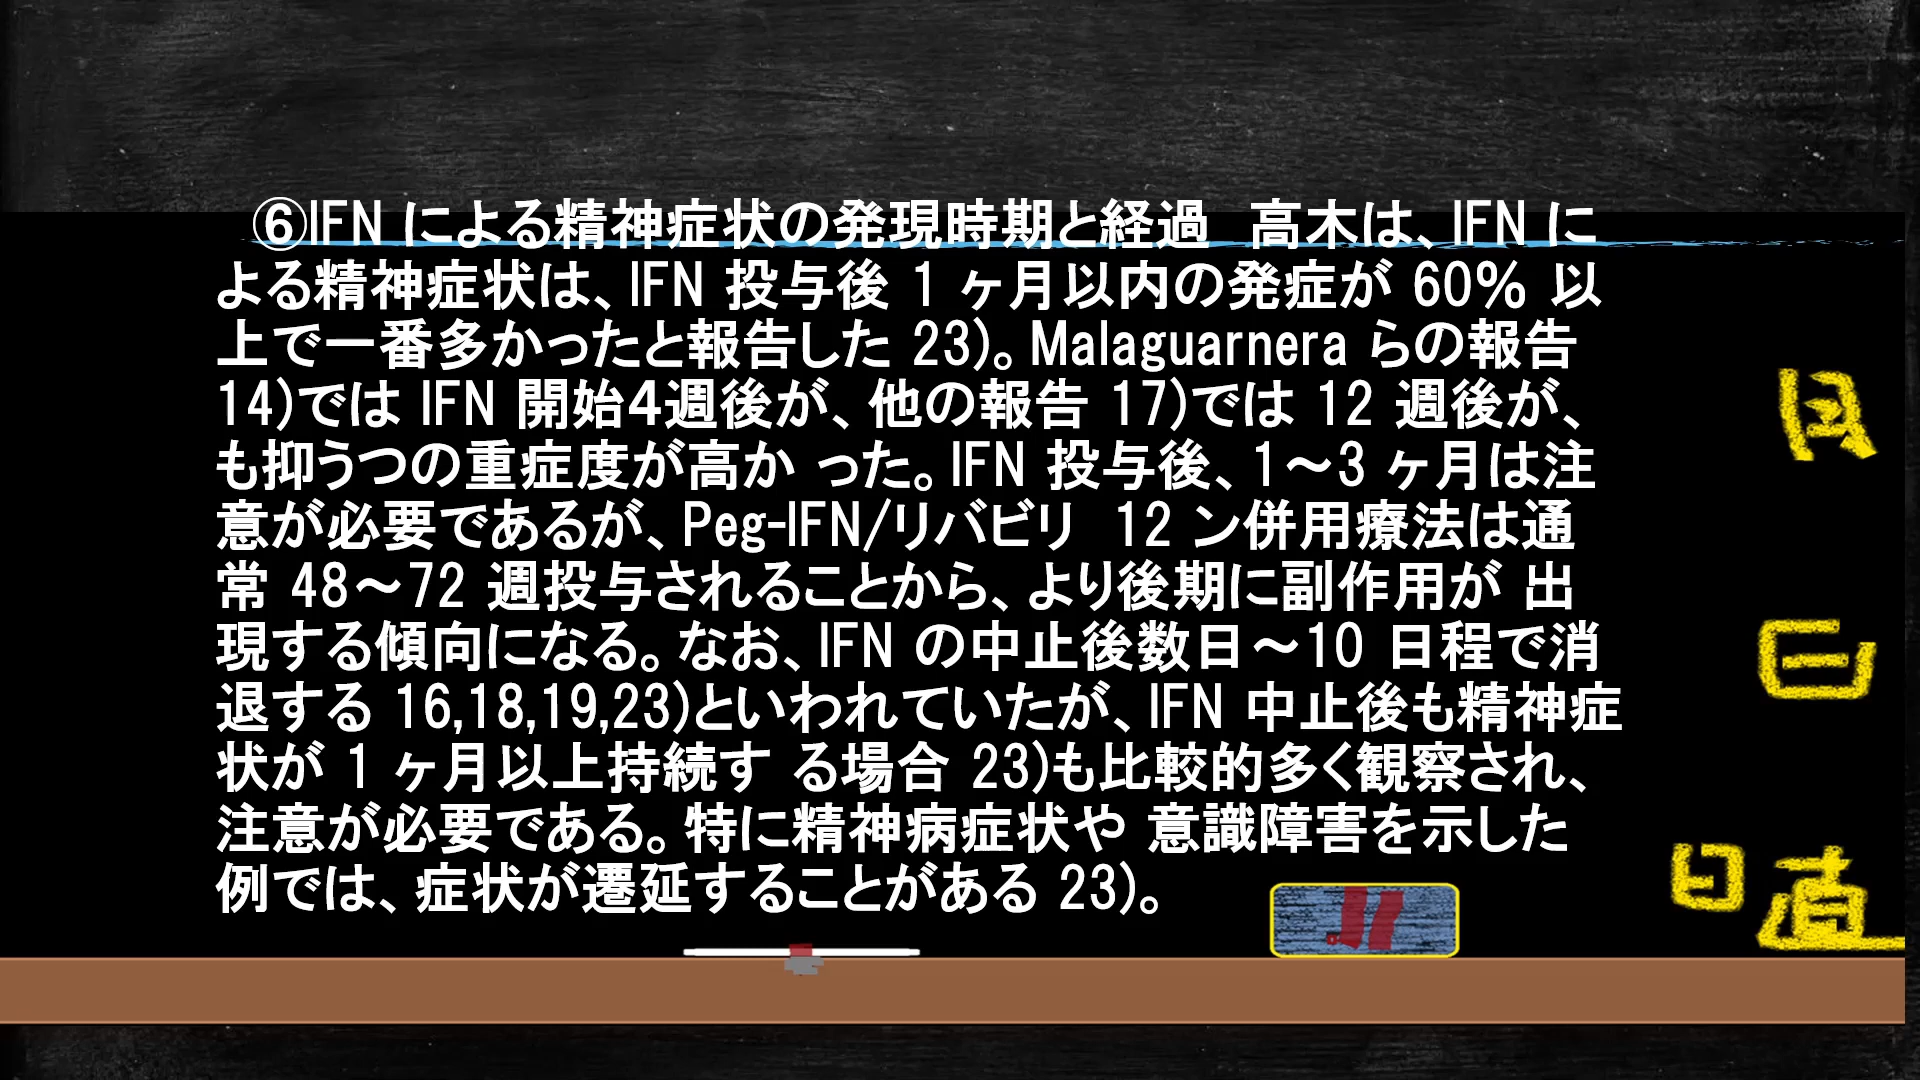 ⑥IFN による精神症状の発現時期と経過　高木は、IFN に
よる精神症状は、IFN 投与後 1 ヶ月以内の発症が 60% 以
上で一番多かったと報告した 23)。Malaguarnera らの報告
14)では IFN 開始4週後が、他の報告 17)では 12 週後が、
も抑うつの重症度が高か った。IFN 投与後、1～3 ヶ月は注
意が必要であるが、Peg-IFN/リバビリ　12 ン併用療法は通
常 48～72 週投与されることから、より後期に副作用が 出
現する傾向になる。なお、IFN の中止後数日～10 日程で消
退する 16,18,19,23)といわれていたが、IFN 中止後も精神症
状が 1 ヶ月以上持続す る場合 23)も比較的多く観察され、
注意が必要である。特に精神病症状や 意識障害を示した
例では、症状が遷延することがある 23)。
月
日
日直